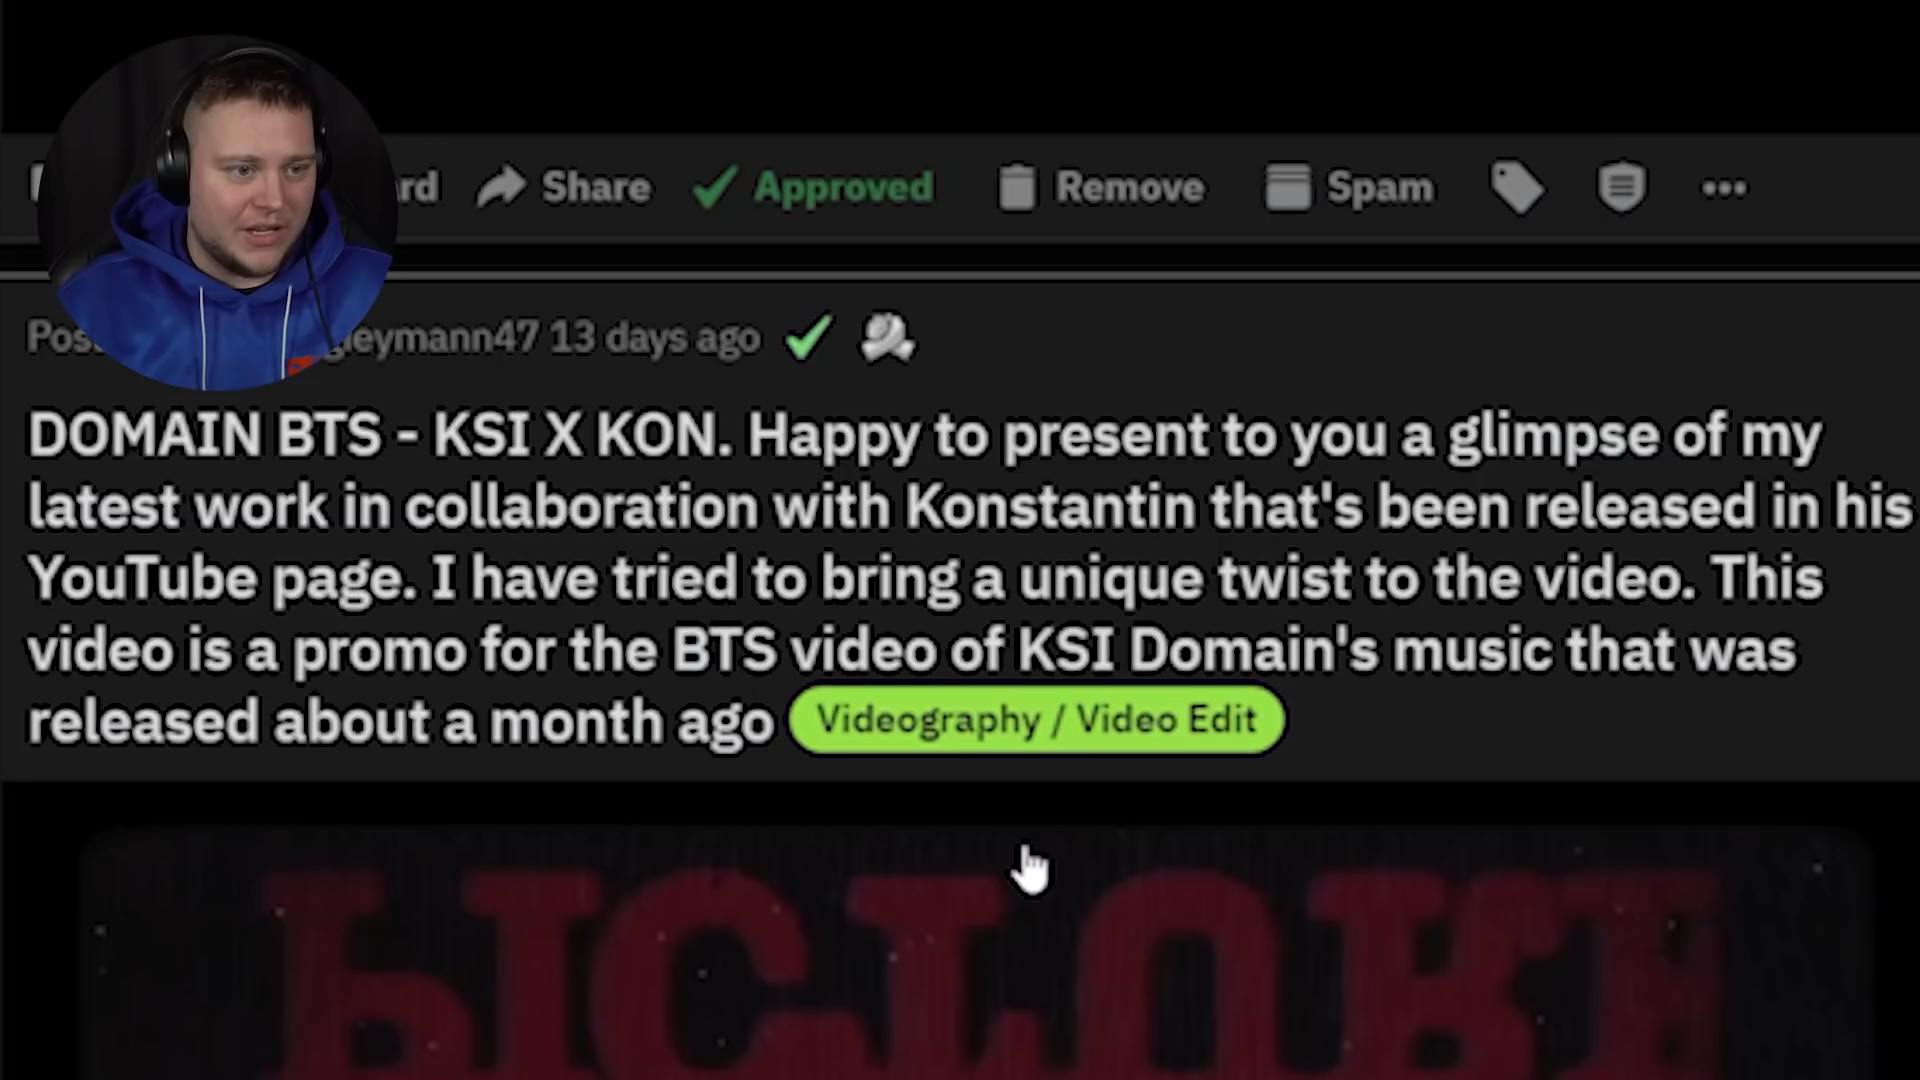 Share Approved Remove Spam
13 days ago
DOMAIN BTS - KSI X KON. Happy to present to you a glimpse of my
latest work in collaboration with Konstantin that's been released in his
YouTube page. I have tried to bring a unique twist to the video. This
video is a promo for the BTS video of KSI Domain's music that was
released about a month ago Videography / Video Edit